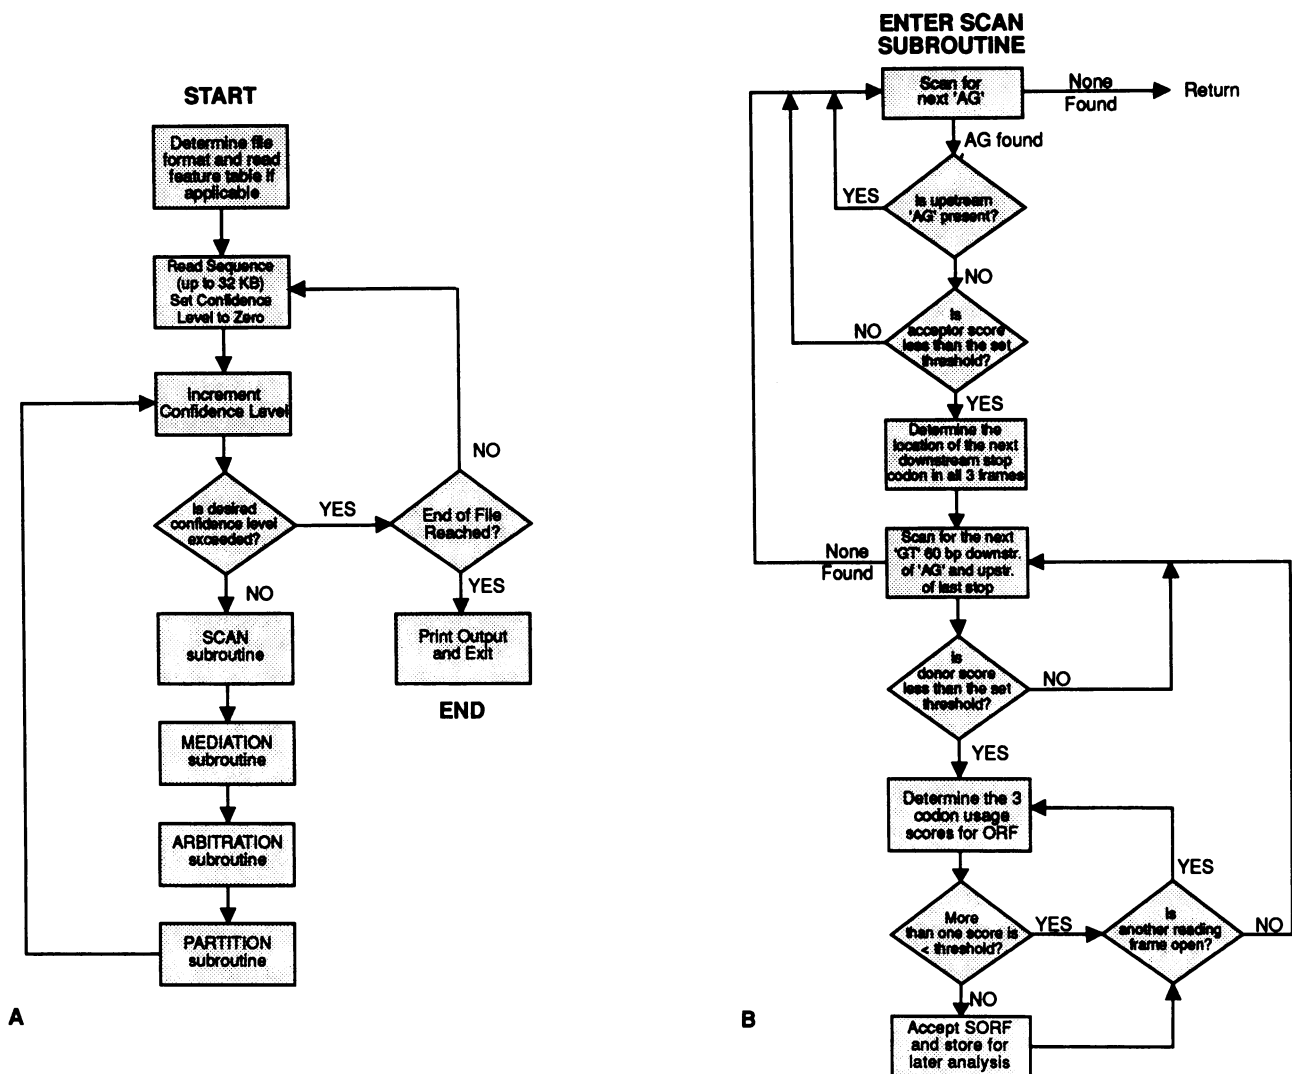 START
Determine file
format and read
feature table if
applicable
Read Sequence
(up to 32 KB)
Set Confidence
Level to Zero
Increment
Confidence Level
Is desired
confidence level
exceeded?
YES
End of File
Reached?
NO
YES
NO
SCAN
subroutine
Print Output
and Exit
END
MEDIATION
subroutine
ARBITRATION
subroutine
PARTITION
subroutine
A
ENTER SCAN
SUBROUTINE
Scan for
next 'AG'
None
Found
Return
AG found
Is upstream
'AG' present?
YES
NO
Is
acceptor score
less than the set
threshold?
NO
YES
Determine the
location of the next
downstream stop
codon in all 3 frames
Scan for the next
'GT' 60 bp downstr.
of 'AG' and upstr.
of last stop
None
Found
Is
donor score
less than the set
threshold?
NO
YES
Determine the 3
codon usage
scores for ORF
More
than one score is
< threshold?
YES
Is
another reading
frame open?
YES
NO
NO
Accept SORF
and store for
later analysis
B